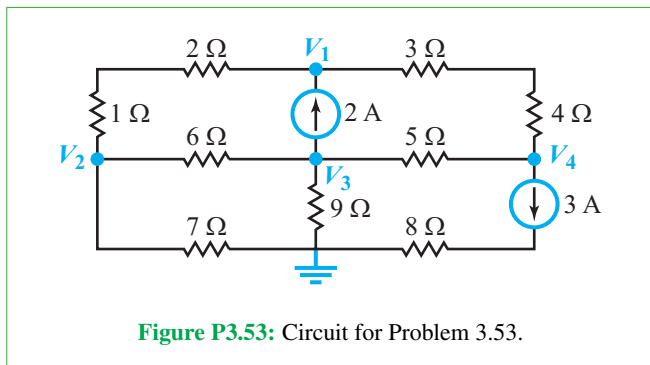 2 Ω V1 3 Ω
1 Ω 2 A 4 Ω
6 Ω 5 Ω
V2 V3 V4
9 Ω 3 A
7 Ω 8 Ω
Figure P3.53: Circuit for Problem 3.53.